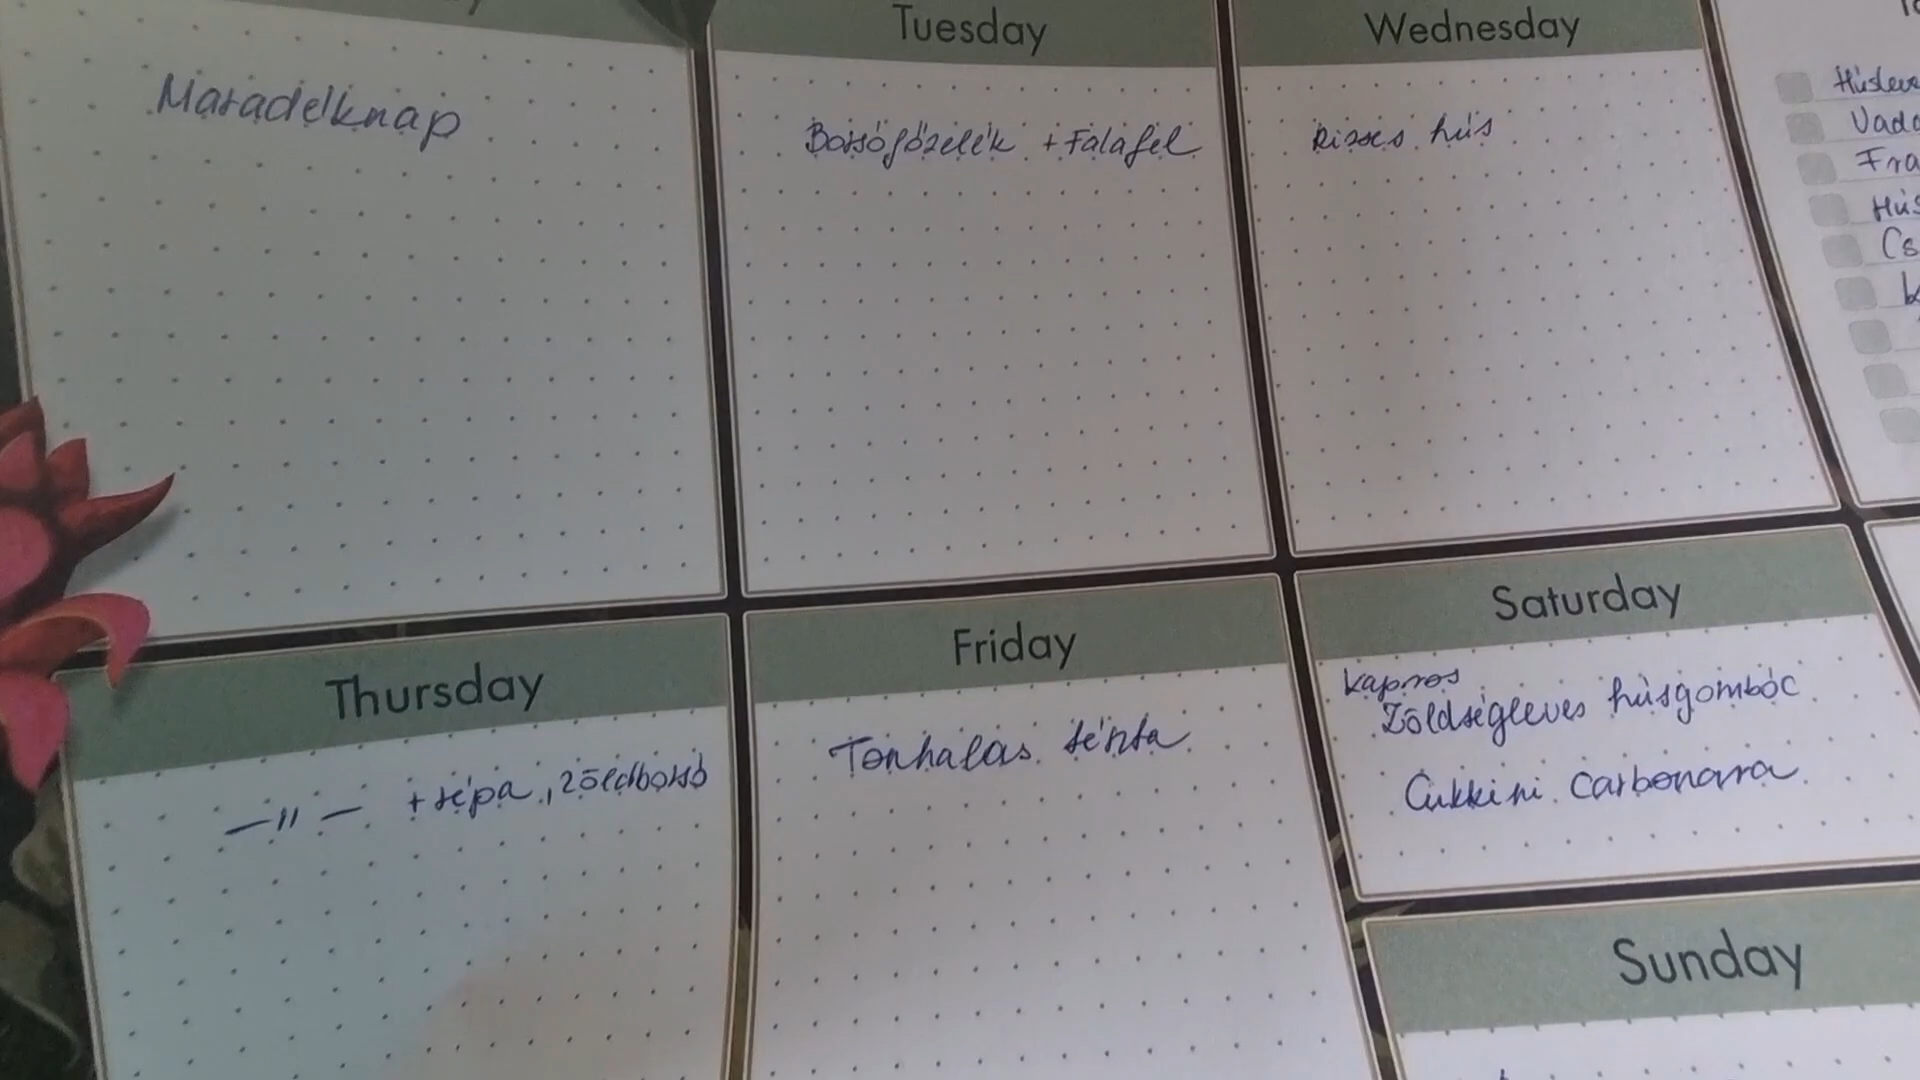 Maradéknap
Tuesday
Borsófőzelék + Falafel
Wednesday
Rizses hús
Thursday
—"— + répa, zöldborsó
Friday
Tonhalas tészta
Saturday
kapros
Zöldségleves húsgombóc
Cukkini Carbonara
Sunday